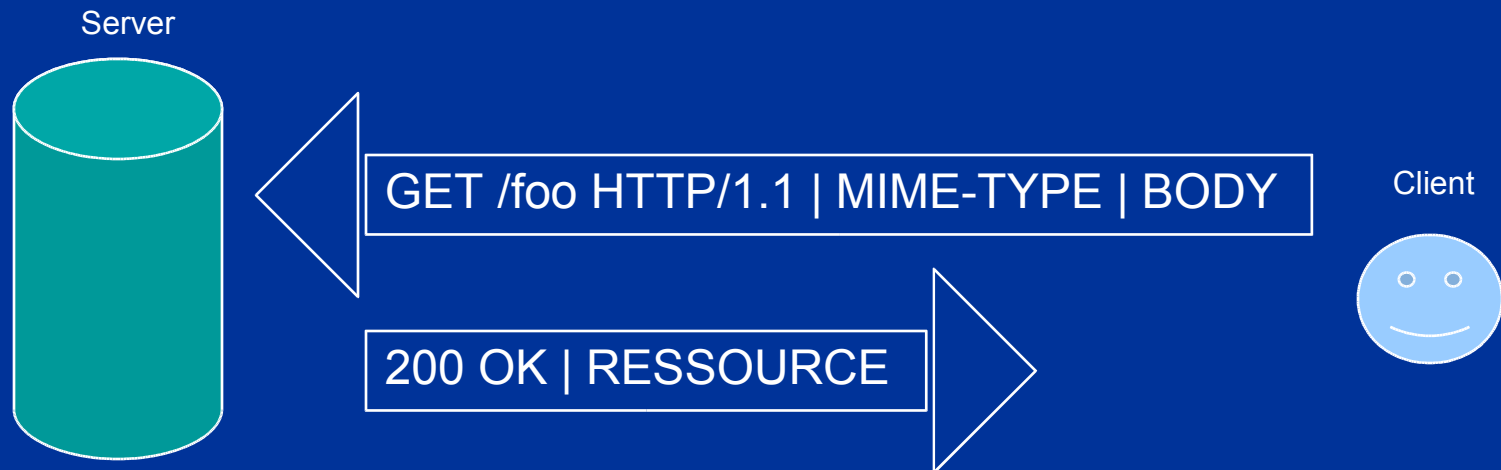 Server
GET /foo HTTP/1.1 | MIME-TYPE | BODY
Client
200 OK | RESSOURCE